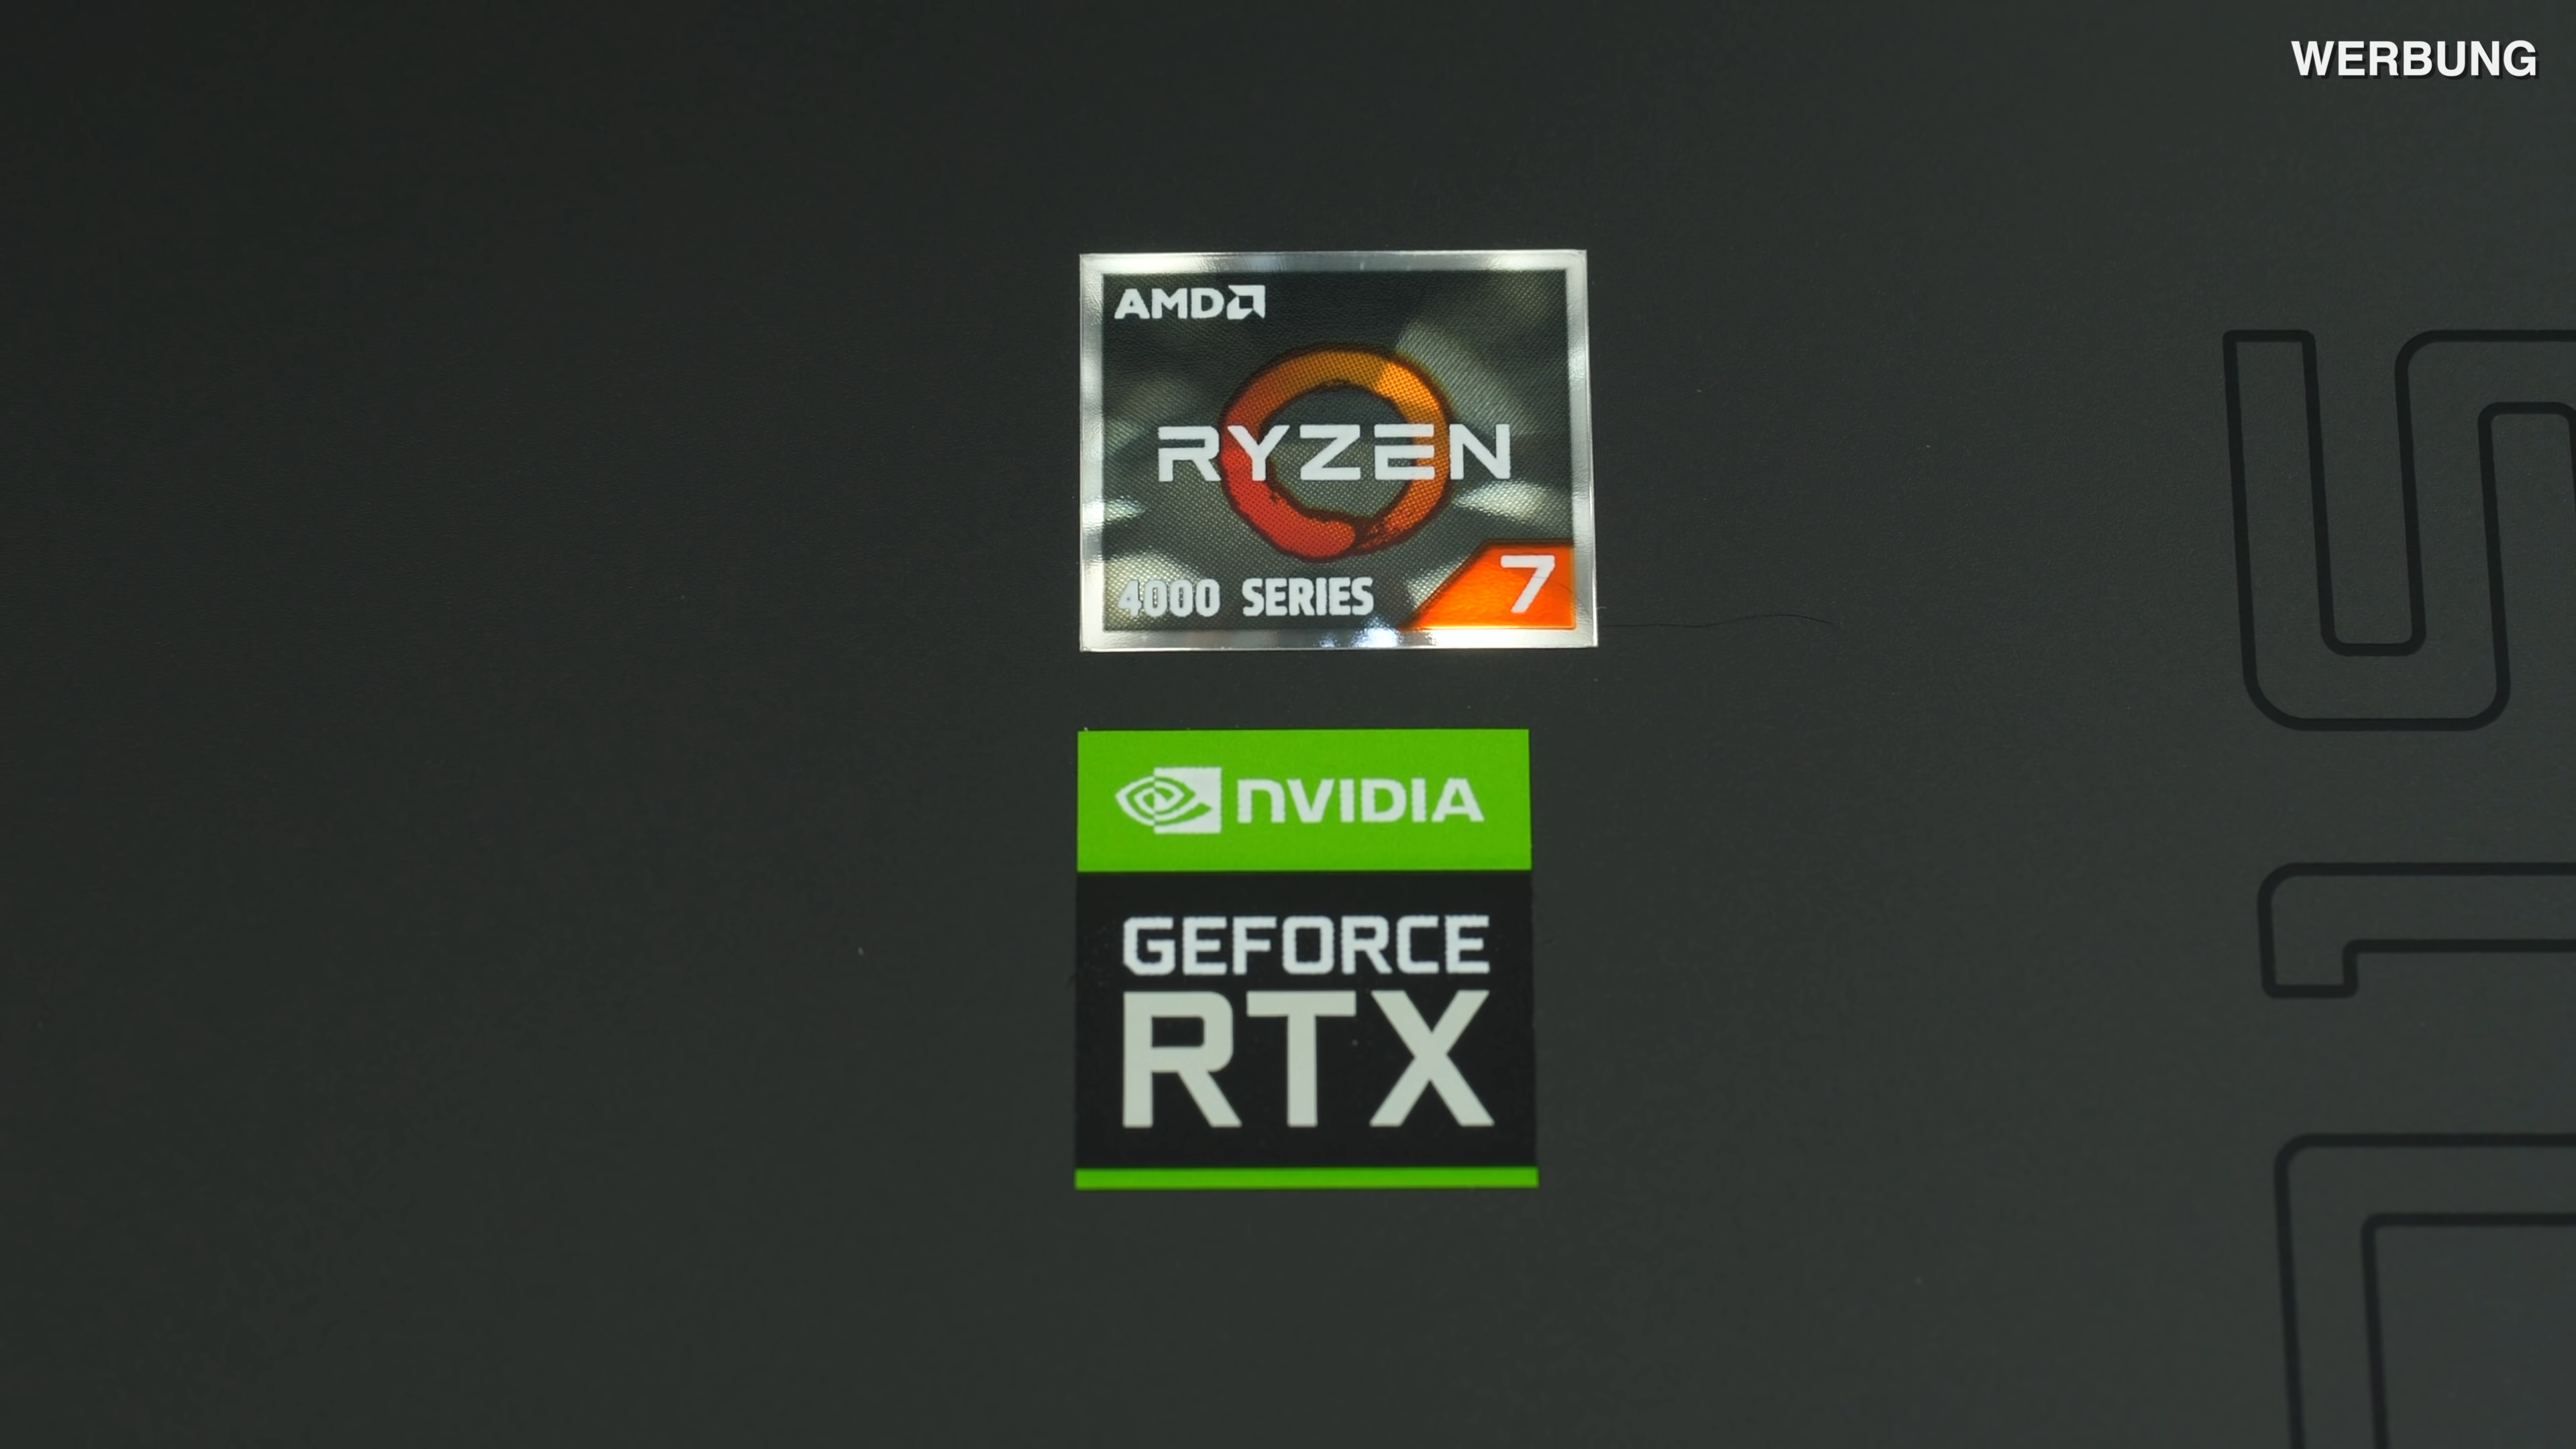 WERBUNG
AMD
RYZEN
4000 SERIES
7
NVIDIA
GEFORCE
RTX